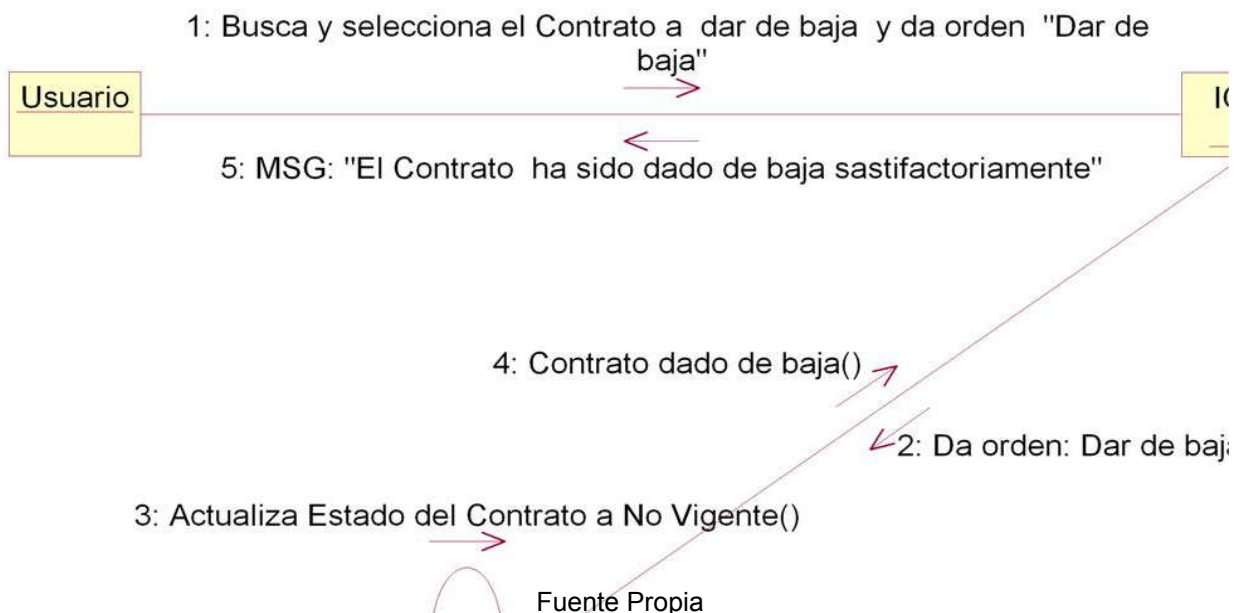 1: Busca y selecciona el Contrato a dar de baja y da orden "Dar de
baja"
Usuario
5: MSG: "El Contrato ha sido dado de baja sastifactoriamente"
4: Contrato dado de baja()
2: Da orden: Dar de
3: Actualiza Estado del Contrato a No Vigente()
Fuente Propia